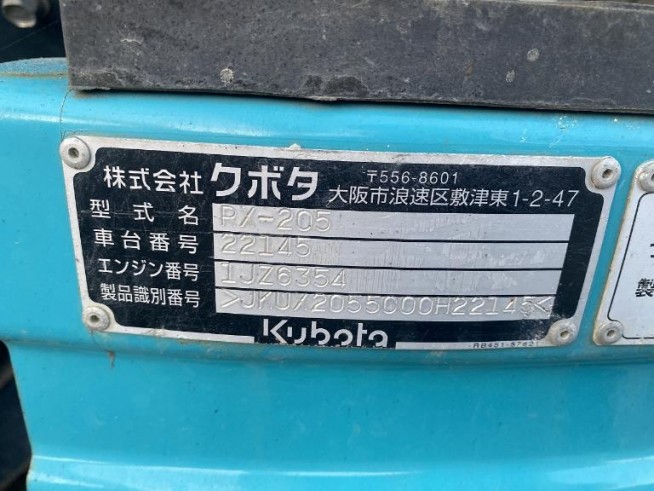 株式会社クボタ
〒556-8601
大阪市浪速区敷津東1-2-47
型式名 RX-205
車台番号 22145
エンジン番号 1JZ6354
製品識別番号 >JKUX2055C00H22145<
Kubota
製